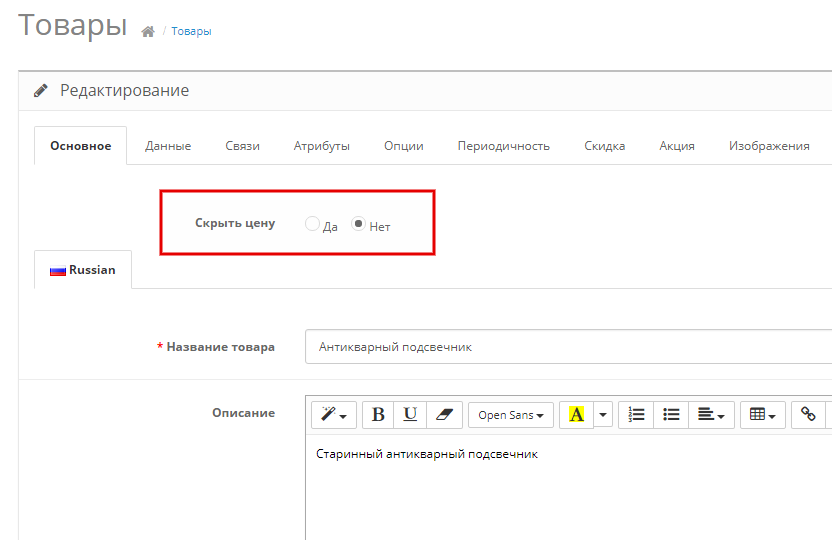 Товары / Товары
Редактирование
Основное Данные Связи Атрибуты Опции Периодичность Скидка Акция Изображения
Скрыть цену Да Нет
Russian
* Название товара Антикварный подсвечник
Описание B U Open Sans A
Старинный антикварный подсвечник